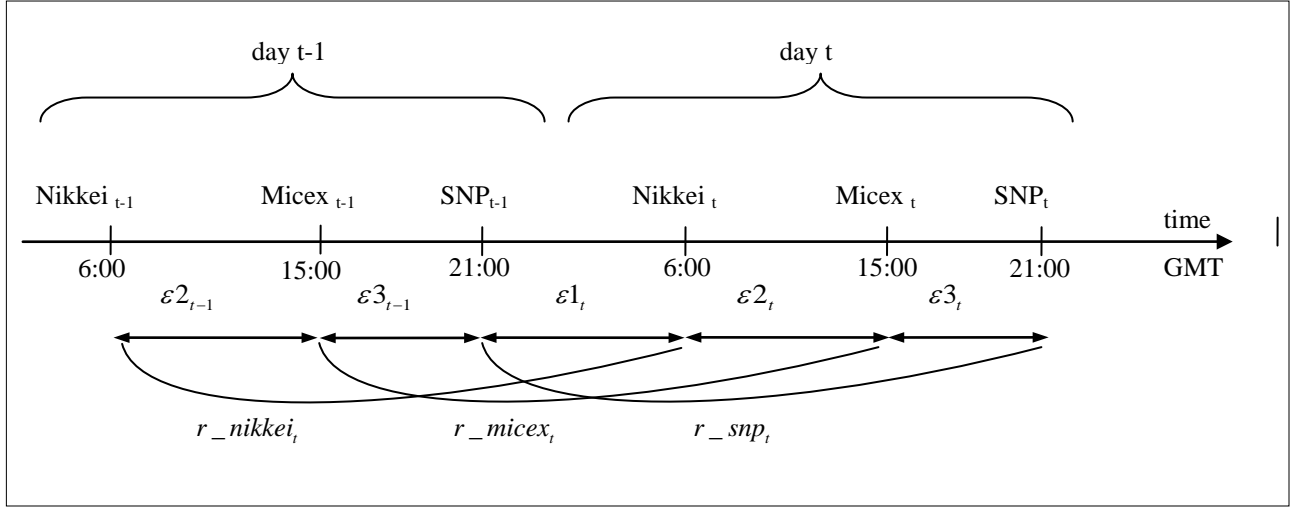 day t-1 day t
Nikkei t-1 Micex t-1 SNPt-1 Nikkei t Micex t SNPt
time
6:00 15:00 21:00 6:00 15:00 21:00 GMT
ε2t−1 ε3t−1 ε1t ε2t ε3t
r_nikkeit r_micext r_snpt